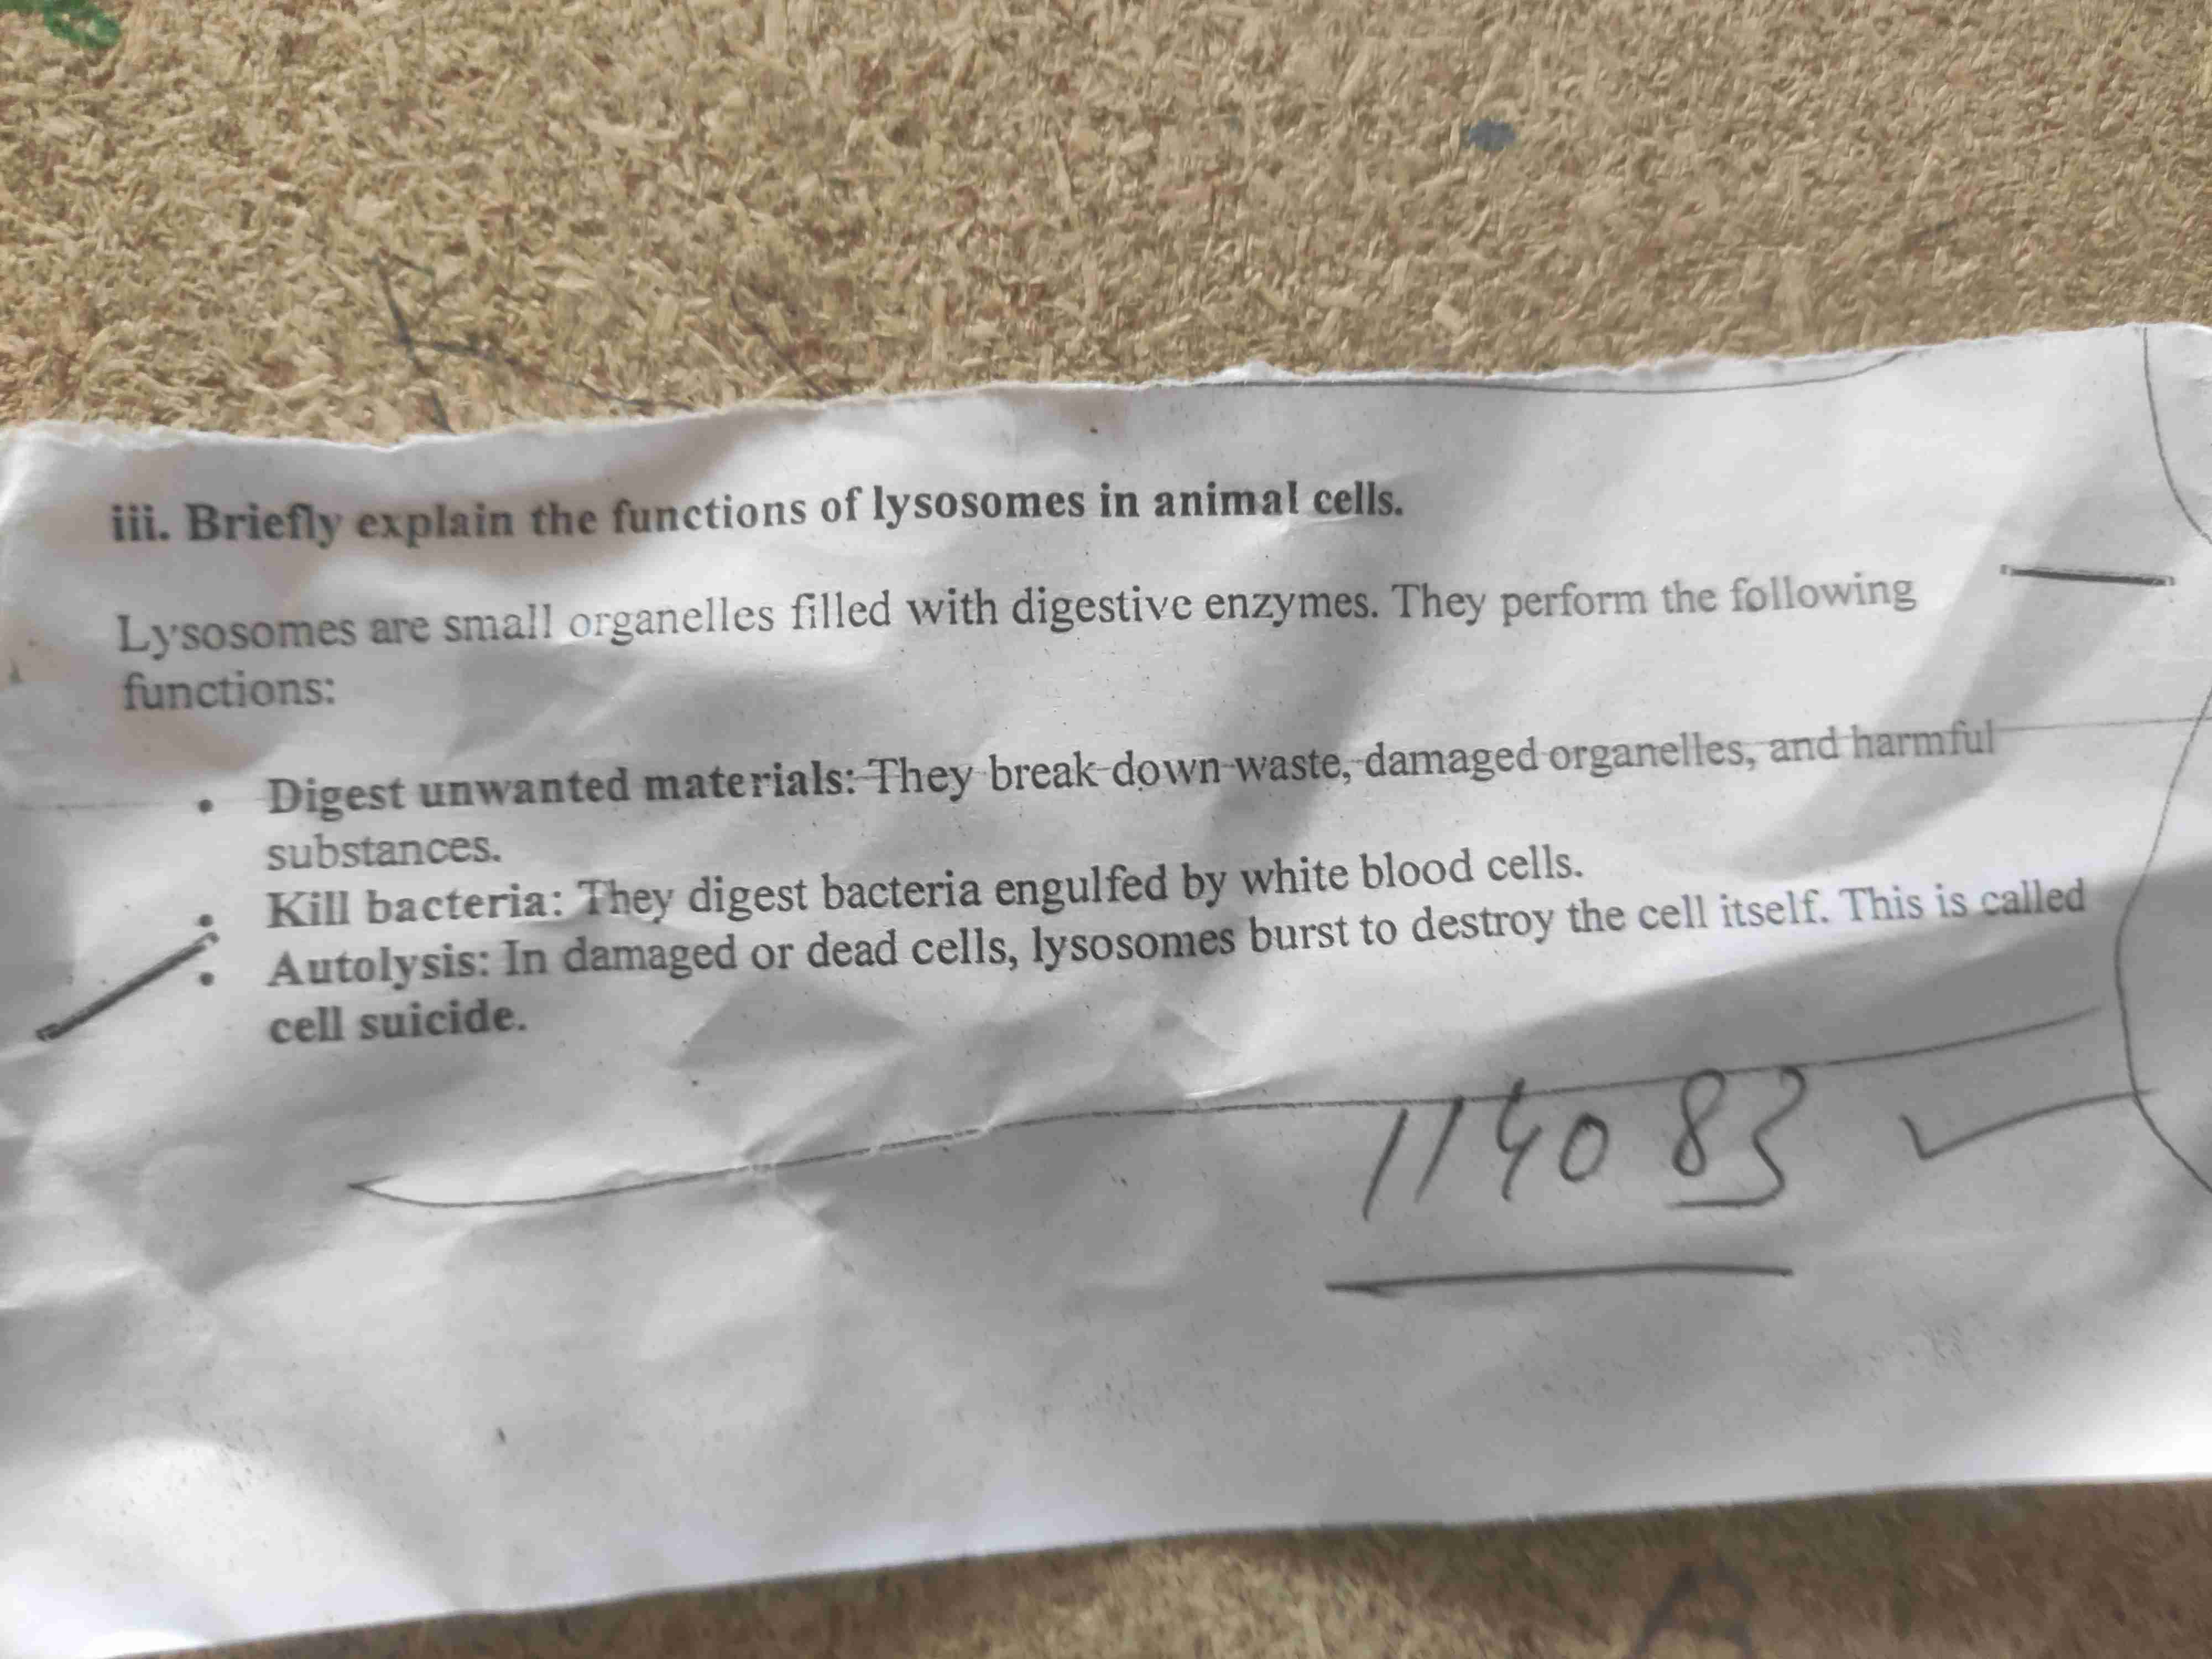 iii. Briefly explain the functions of lysosomes in animal cells.
Lysosomes are small organelles filled with digestive enzymes. They perform the following
functions:
• Digest unwanted materials: They break down waste, damaged organelles, and harmful
substances.
• Kill bacteria: They digest bacteria engulfed by white blood cells.
• Autolysis: In damaged or dead cells, lysosomes burst to destroy the cell itself. This is called
cell suicide.
114083